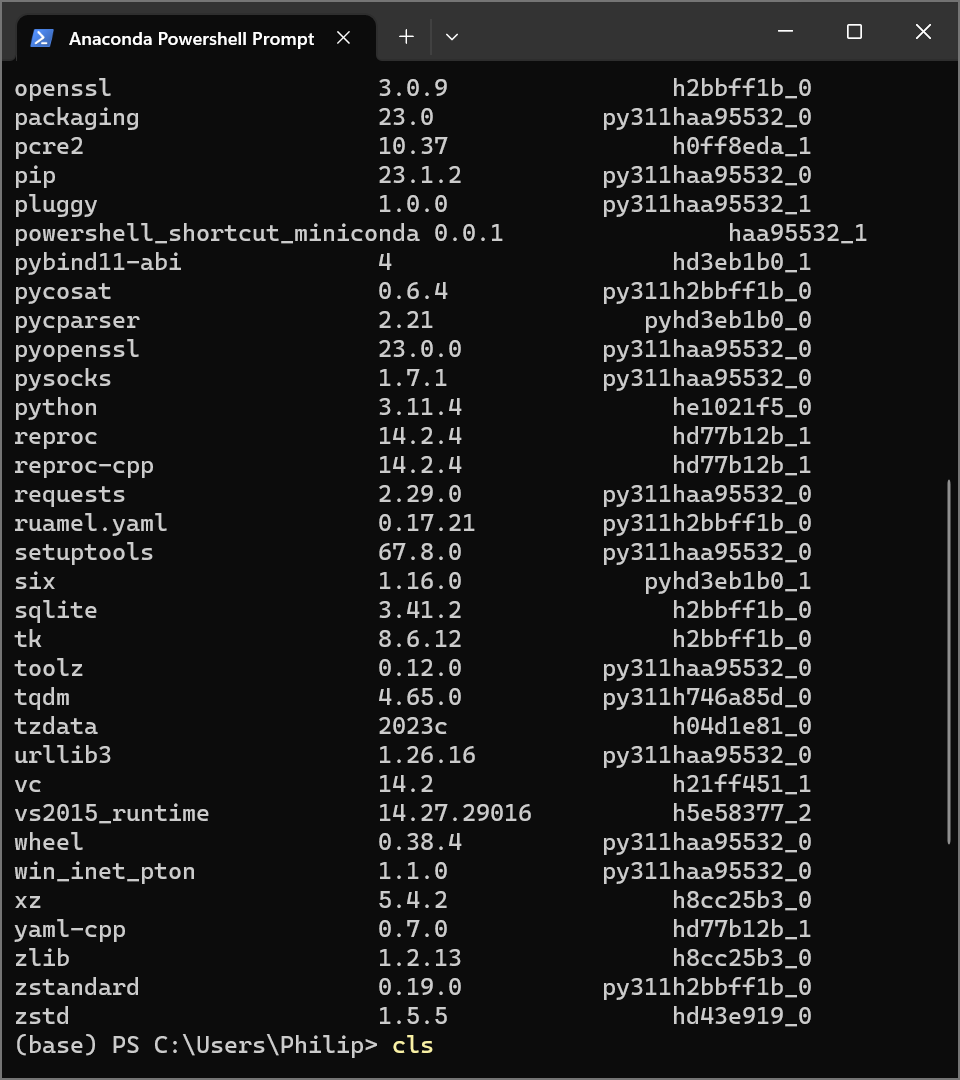 Anaconda Powershell Prompt
openssl 3.0.9 h2bbff1b_0
packaging 23.0 py311haa95532_0
pcre2 10.37 h0ff8eda_1
pip 23.1.2 py311haa95532_0
pluggy 1.0.0 py311haa95532_1
powershell_shortcut_miniconda 0.0.1 haa95532_1
pybind11-abi 4 hd3eb1b0_1
pycosat 0.6.4 py311h2bbff1b_0
pycparser 2.21 pyhd3eb1b0_0
pyopenssl 23.0.0 py311haa95532_0
pysocks 1.7.1 py311haa95532_0
python 3.11.4 he1021f5_0
reproc 14.2.4 hd77b12b_1
reproc-cpp 14.2.4 hd77b12b_1
requests 2.29.0 py311haa95532_0
ruamel.yaml 0.17.21 py311h2bbff1b_0
setuptools 67.8.0 py311haa95532_0
six 1.16.0 pyhd3eb1b0_1
sqlite 3.41.2 h2bbff1b_0
tk 8.6.12 h2bbff1b_0
toolz 0.12.0 py311haa95532_0
tqdm 4.65.0 py311h746a85d_0
tzdata 2023c h04d1e81_0
urllib3 1.26.16 py311haa95532_0
vc 14.2 h21ff451_1
vs2015_runtime 14.27.29016 h5e58377_2
wheel 0.38.4 py311haa95532_0
win_inet_pton 1.1.0 py311haa95532_0
xz 5.4.2 h8cc25b3_0
yaml-cpp 0.7.0 hd77b12b_1
zlib 1.2.13 h8cc25b3_0
zstandard 0.19.0 py311h2bbff1b_0
zstd 1.5.5 hd43e919_0
(base) PS C:\Users\Philip> cls